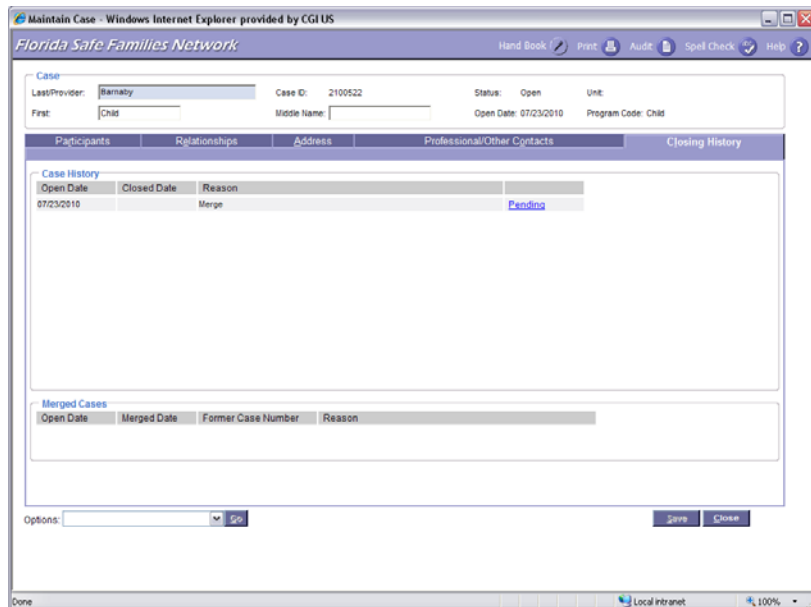 Maintain Case - Windows Internet Explorer provided by CGI US
Florida Safe Families Network Hand Book Print Audit Spell Check Help ?
Case
Last/Provider: Barnaby Case ID: 2100522 Status: Open Unit:
First: Child Middle Name: Open Date: 07/23/2010 Program Code: Child
Participants Relationships Address Professional/Other Contacts Closing History
Case History
Open Date Closed Date Reason
07/23/2010 Merge Pending
Merged Cases
Open Date Merged Date Former Case Number Reason
Options: Go Save Close
Done Local intranet 100%